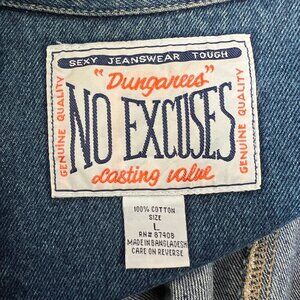 SEXY JEANSWEAR TOUGH
"Dungarees"
GENUINE QUALITY
NO EXCUSES
GENUINE QUALITY
Lasting value
100% COTTON
SIZE
L
RN# 87408
MADE IN BANGLADESH
CARE ON REVERSE